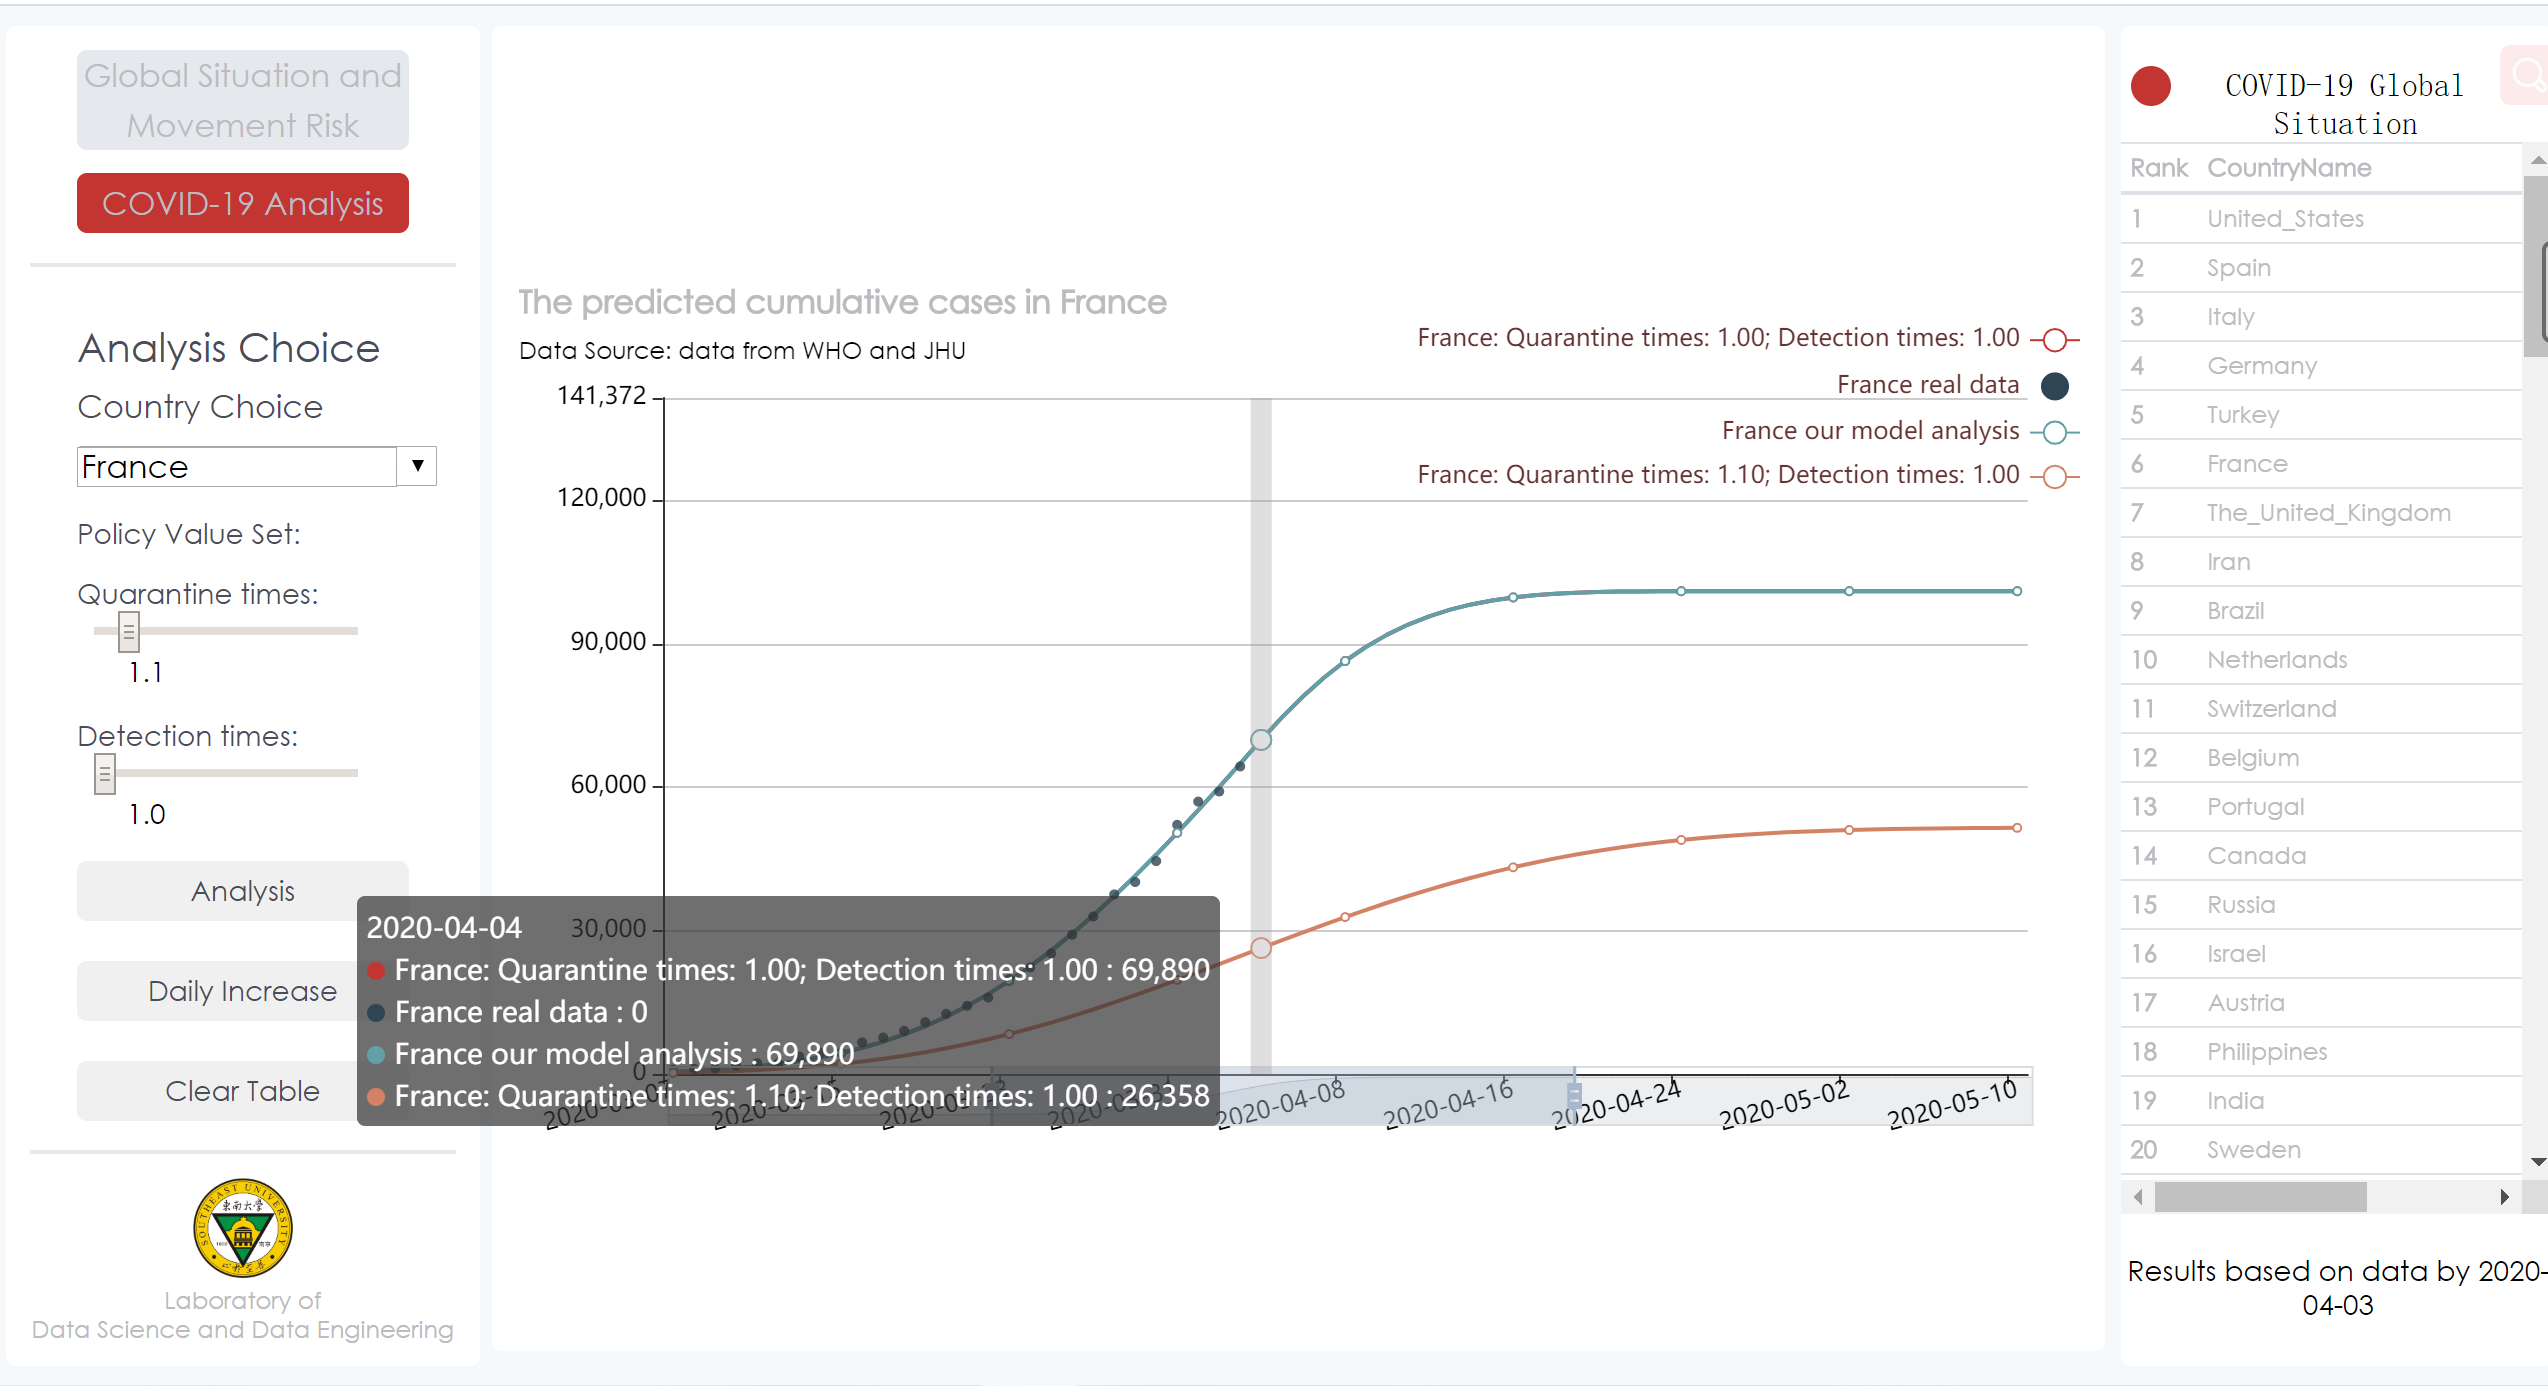 Global Situation and
Movement Risk
COVID-19 Analysis
Analysis Choice
Country Choice
France
▼
Policy Value Set:
Quarantine times:
1.1
Detection times:
1.0
Analysis
Daily Increase
Clear Table
SOUTHEAST UNIVERSITY
東南大学
1902
南京
Laboratory of
Data Science and Data Engineering
The predicted cumulative cases in France
Data Source: data from WHO and JHU
France: Quarantine times: 1.00; Detection times: 1.00
France real data
France our model analysis
France: Quarantine times: 1.10; Detection times: 1.00
141,372
120,000
90,000
60,000
30,000
0
2020-04-04
France: Quarantine times: 1.00; Detection times: 1.00 : 69,890
France real data : 0
France our model analysis : 69,890
France: Quarantine times: 1.10; Detection times: 1.00 : 26,358
2020-04-08
2020-04-16
2020-04-24
2020-05-02
2020-05-10
COVID-19 Global
Situation
Rank CountryName
1 United_States
2 Spain
3 Italy
4 Germany
5 Turkey
6 France
7 The_United_Kingdom
8 Iran
9 Brazil
10 Netherlands
11 Switzerland
12 Belgium
13 Portugal
14 Canada
15 Russia
16 Israel
17 Austria
18 Philippines
19 India
20 Sweden
Results based on data by 2020-
04-03